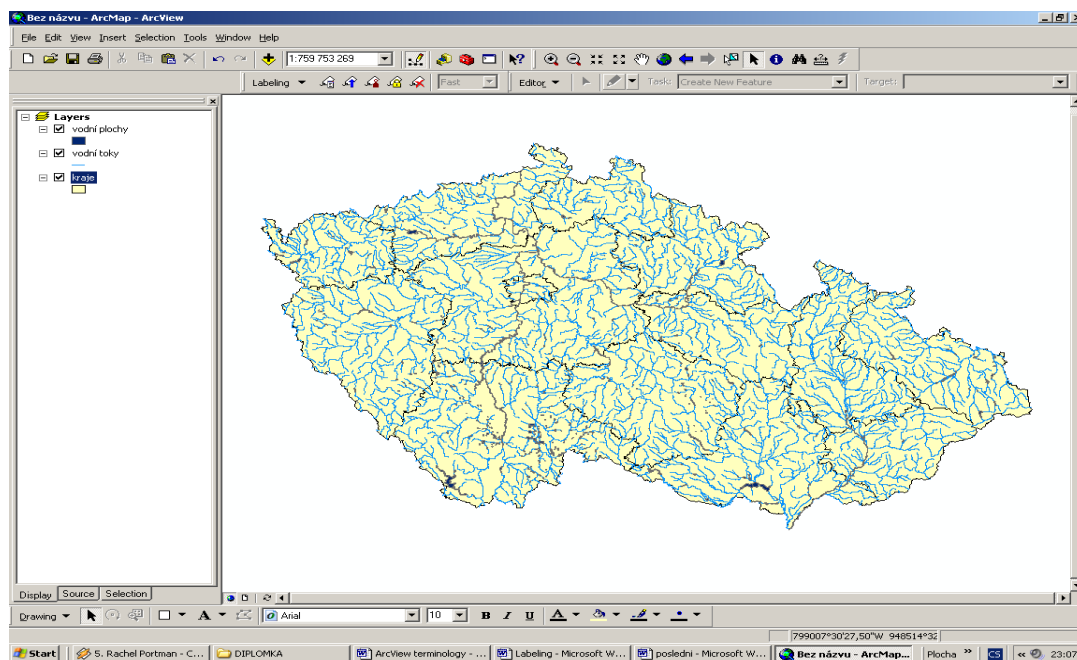 Bez názvu - ArcMap - ArcView
File Edit View Insert Selection Tools Window Help
1:759 753 269
Labeling Fast Editor Task: Create New Feature Target:
Layers
vodní plochy
vodní toky
kraje
Display Source Selection
Drawing A Arial 10 B I U A
799007°30'27,50"W 948514°32
Start 5. Rachel Portman - C... DIPLOMKA ArcView terminology - ... Labeling - Microsoft W... posledni - Microsoft W... Bez názvu - ArcMap... Plocha » CS « 23:07